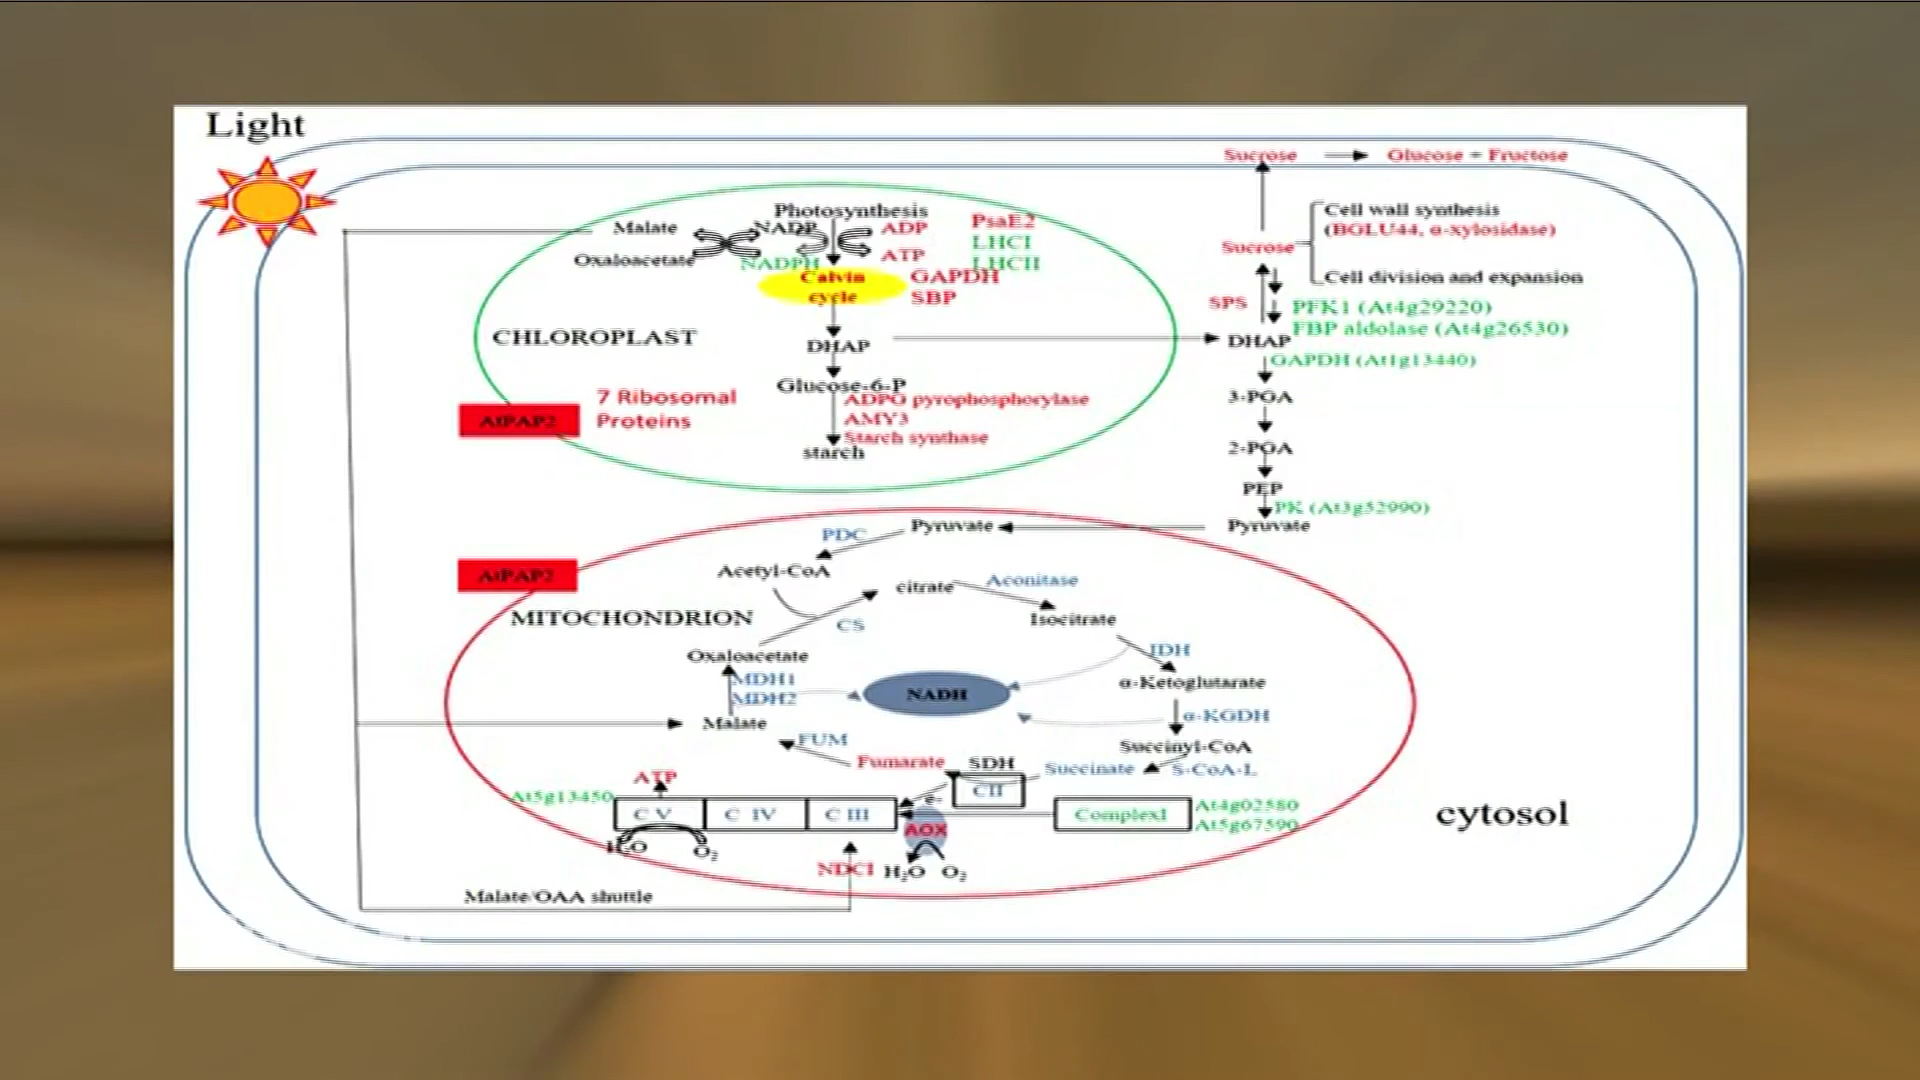 Light
Sucrose
Glucose + Fructose
Photosynthesis
Malate
NADP
ADP
PsaE2
LHCI
Oxaloacetate
NADPH
ATP
LHCII
Calvin
cycle
GAPDH
SBP
CHLOROPLAST
DHAP
Glucose-6-P
7 Ribosomal
Proteins
ADPG pyrophosphorylase
AMY3
Starch synthase
starch
AtPAP2
Cell wall synthesis
(BGLU44, α-xylosidase)
Sucrose
Cell division and expansion
SPS
PFK1 (At4g29220)
FBP aldolase (At4g26530)
DHAP
GAPDH (At1g13440)
3-PGA
2-PGA
PEP
PK (At3g52990)
Pyruvate
Pyruvate
PDC
AtPAP2
Acetyl-CoA
citrate
Aconitase
MITOCHONDRION
CS
Isocitrate
IDH
Oxaloacetate
MDH1
MDH2
NADH
α-Ketoglutarate
α-KGDH
Malate
FUM
Succinyl-CoA
Fumarate
SDH
Succinate
S-CoA-L
CII
ATP
At5g13450
C V
C IV
C III
e-
AOX
ComplexI
At4g02580
At5g67590
H₂O
O₂
NDC1
H₂O
O₂
Malate/OAA shuttle
cytosol